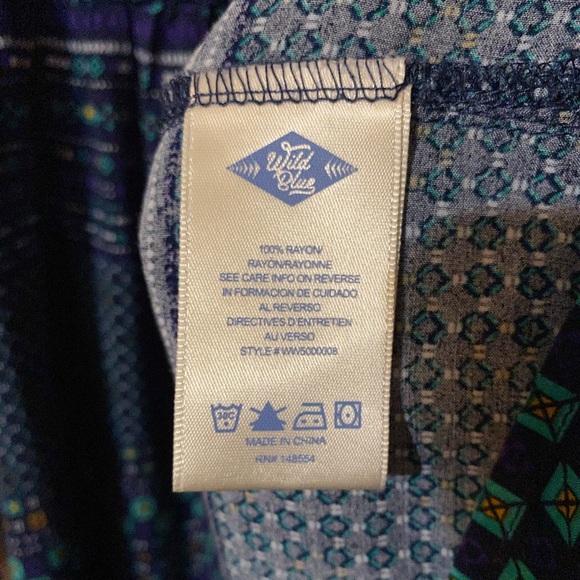 Wild
Blue
100% RAYON/
RAYON/RAYONNE
SEE CARE INFO ON REVERSE
IN FORMACION DE CUIDADO
AL REVERSO
DIRECTIVES D'ENTRETIEN
AU VERSO
STYLE # WW5000008
30C
MADE IN CHINA
RN# 148554